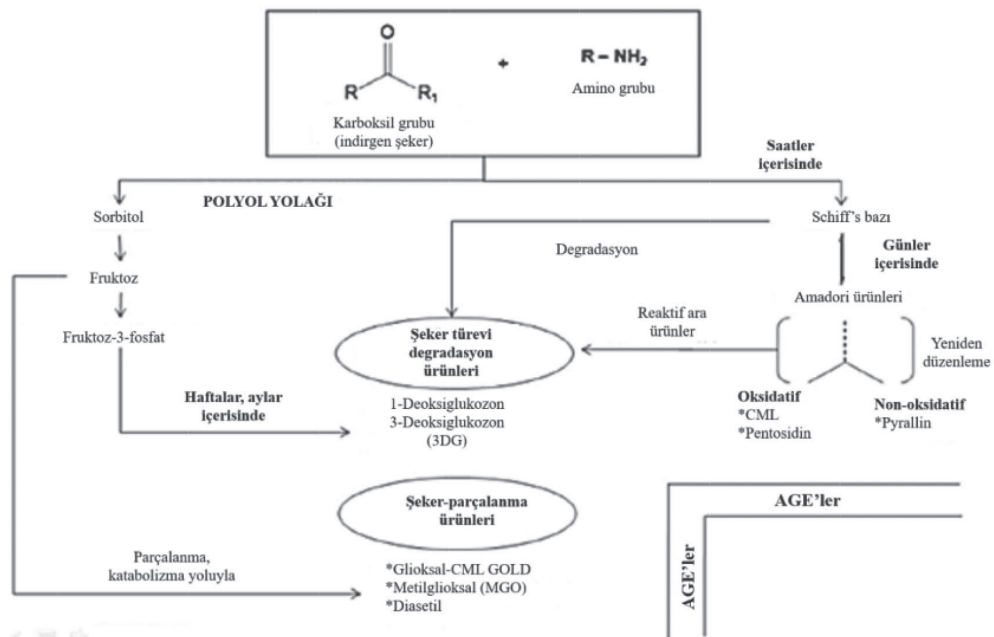 O
R
R1
+
R – NH2
Amino grubu
Karboksil grubu
(indirgen şeker)
Saatler
içerisinde
POLYOL YOLAĞI
Sorbitol
Schiff's bazı
Degradasyon
Günler
içerisinde
Fruktoz
Amadori ürünleri
Fruktoz-3-fosfat
Reaktif ara
ürünler
Şeker türevi
degradasyon
ürünleri
Yeniden
düzenleme
Haftalar, aylar
içerisinde
1-Deoksiglukozon
3-Deoksiglukozon
(3DG)
Oksidatif
*CML
*Pentosidin
Non-oksidatif
*Pyrallin
Şeker-parçalanma
ürünleri
AGE'ler
AGE'ler
Parçalanma,
katabolizma yoluyla
*Glioksal-CML GOLD
*Metilglioksal (MGO)
*Diasetil